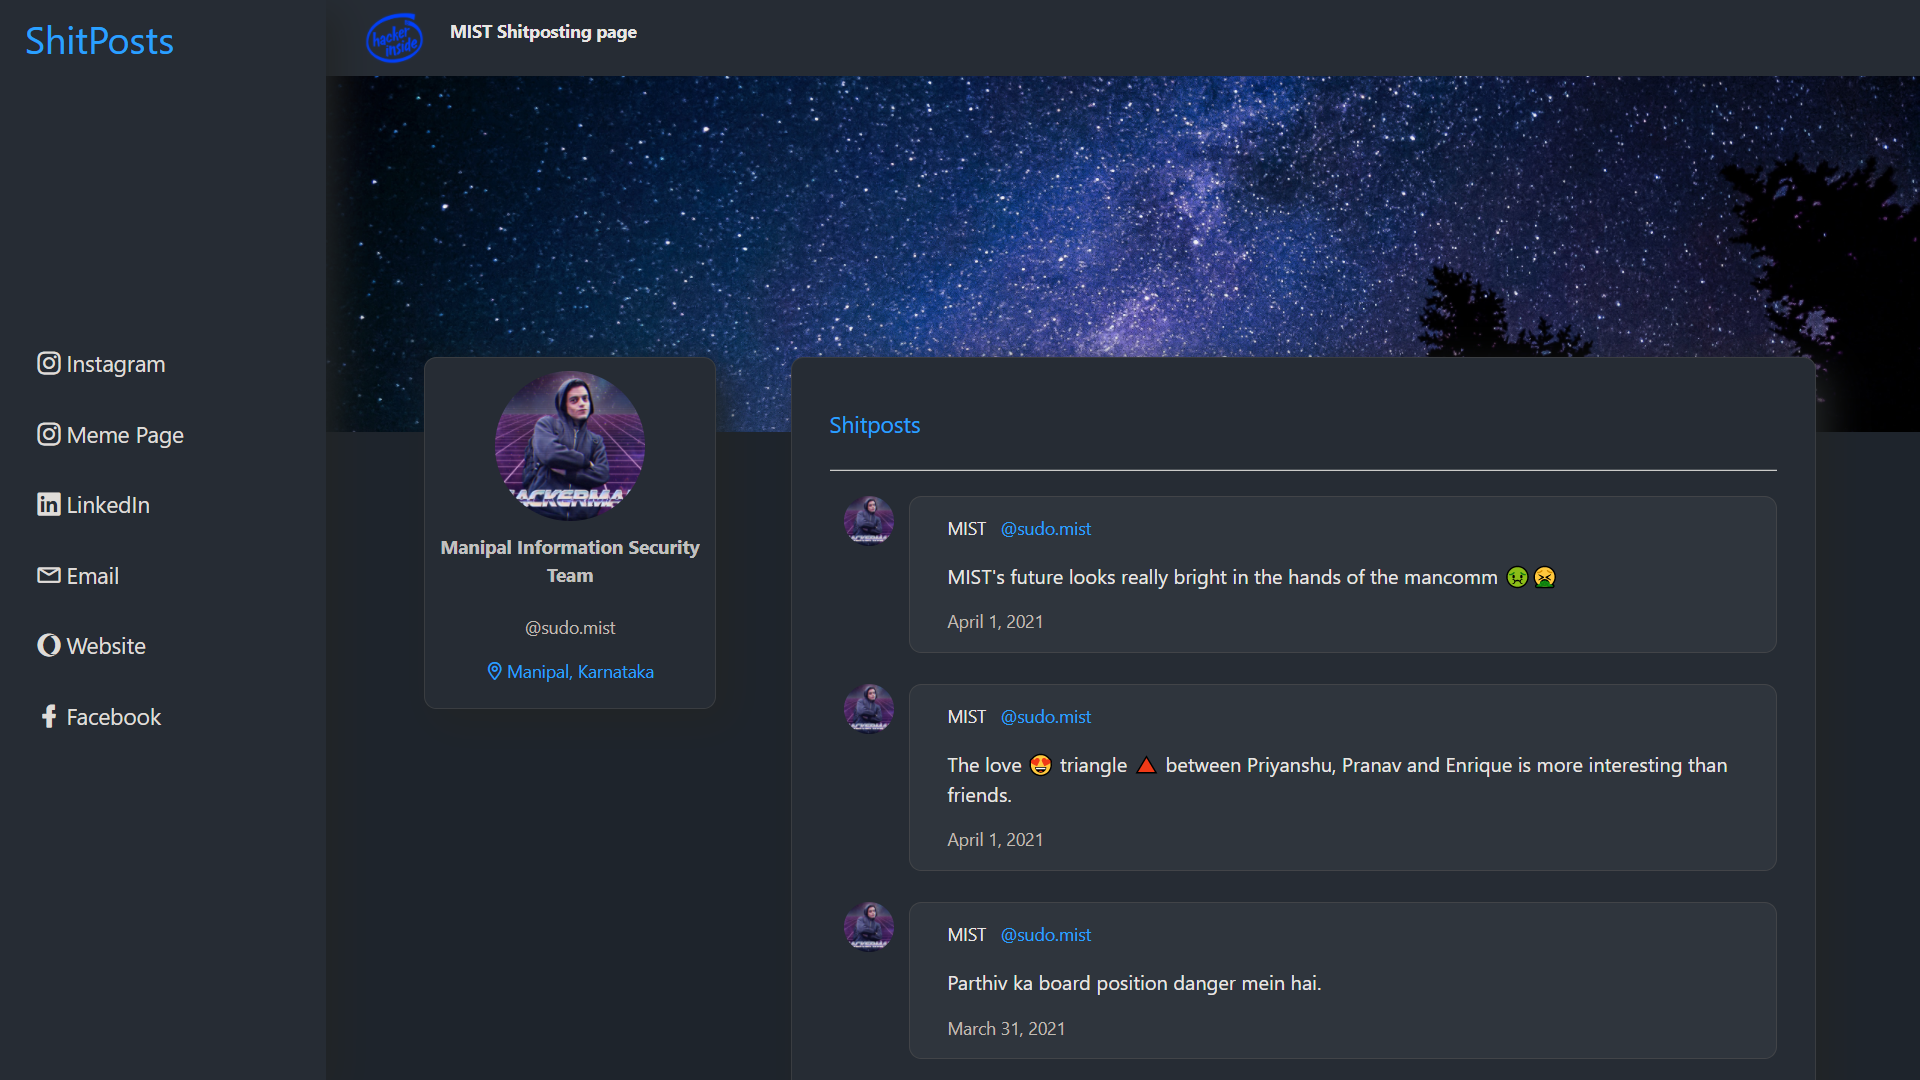 ShitPosts
hacker
inside
MIST Shitposting page
Instagram
Meme Page
LinkedIn
Email
Website
Facebook
ACKERMA
Manipal Information Security
Team
@sudo.mist
Manipal, Karnataka
Shitposts
MIST @sudo.mist
MIST's future looks really bright in the hands of the mancomm 🤢🤮
April 1, 2021
MIST @sudo.mist
The love 😍 triangle 🔺 between Priyanshu, Pranav and Enrique is more interesting than
friends.
April 1, 2021
MIST @sudo.mist
Parthiv ka board position danger mein hai.
March 31, 2021